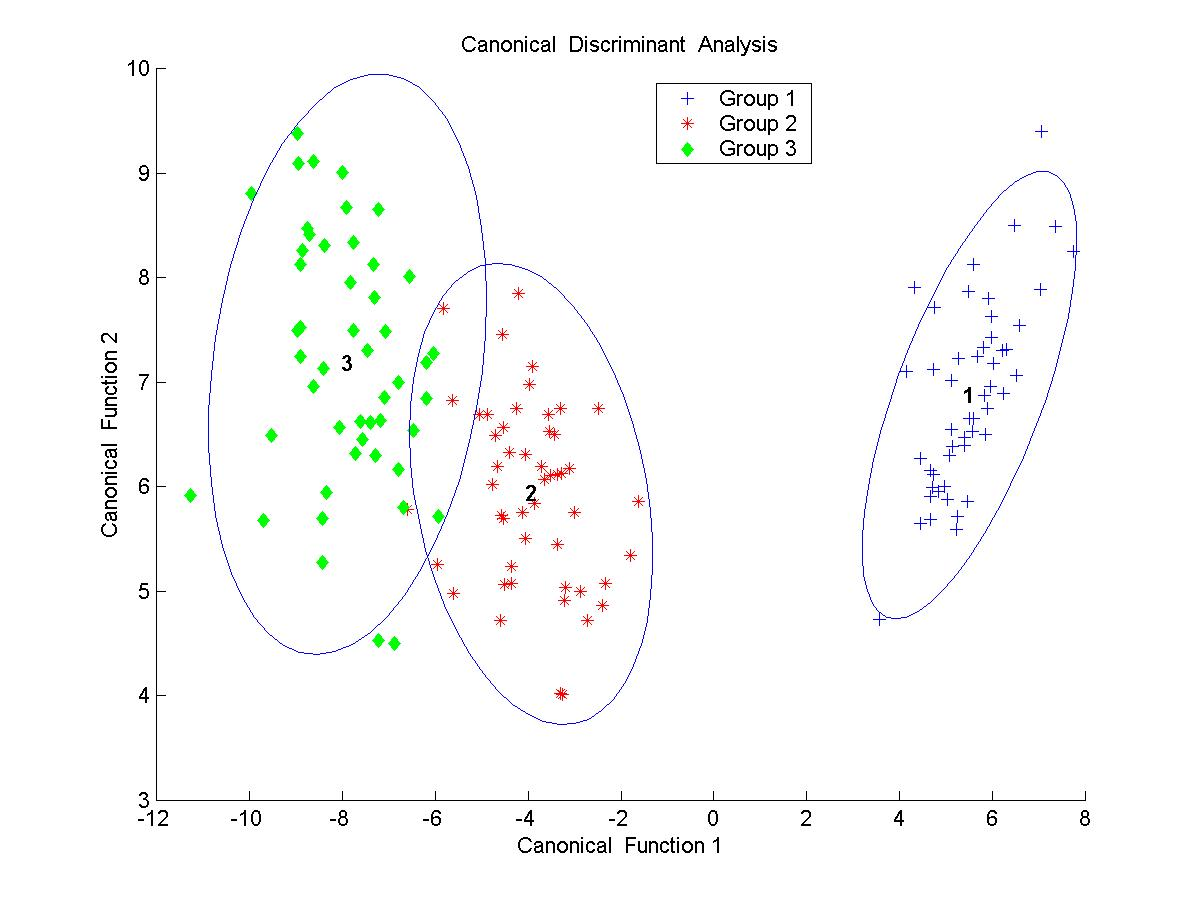 Canonical Discriminant Analysis
Group 1
Group 2
Group 3
10
9
8
7
6
5
4
3
Canonical Function 2
3
2
1
-12 -10 -8 -6 -4 -2 0 2 4 6 8
Canonical Function 1